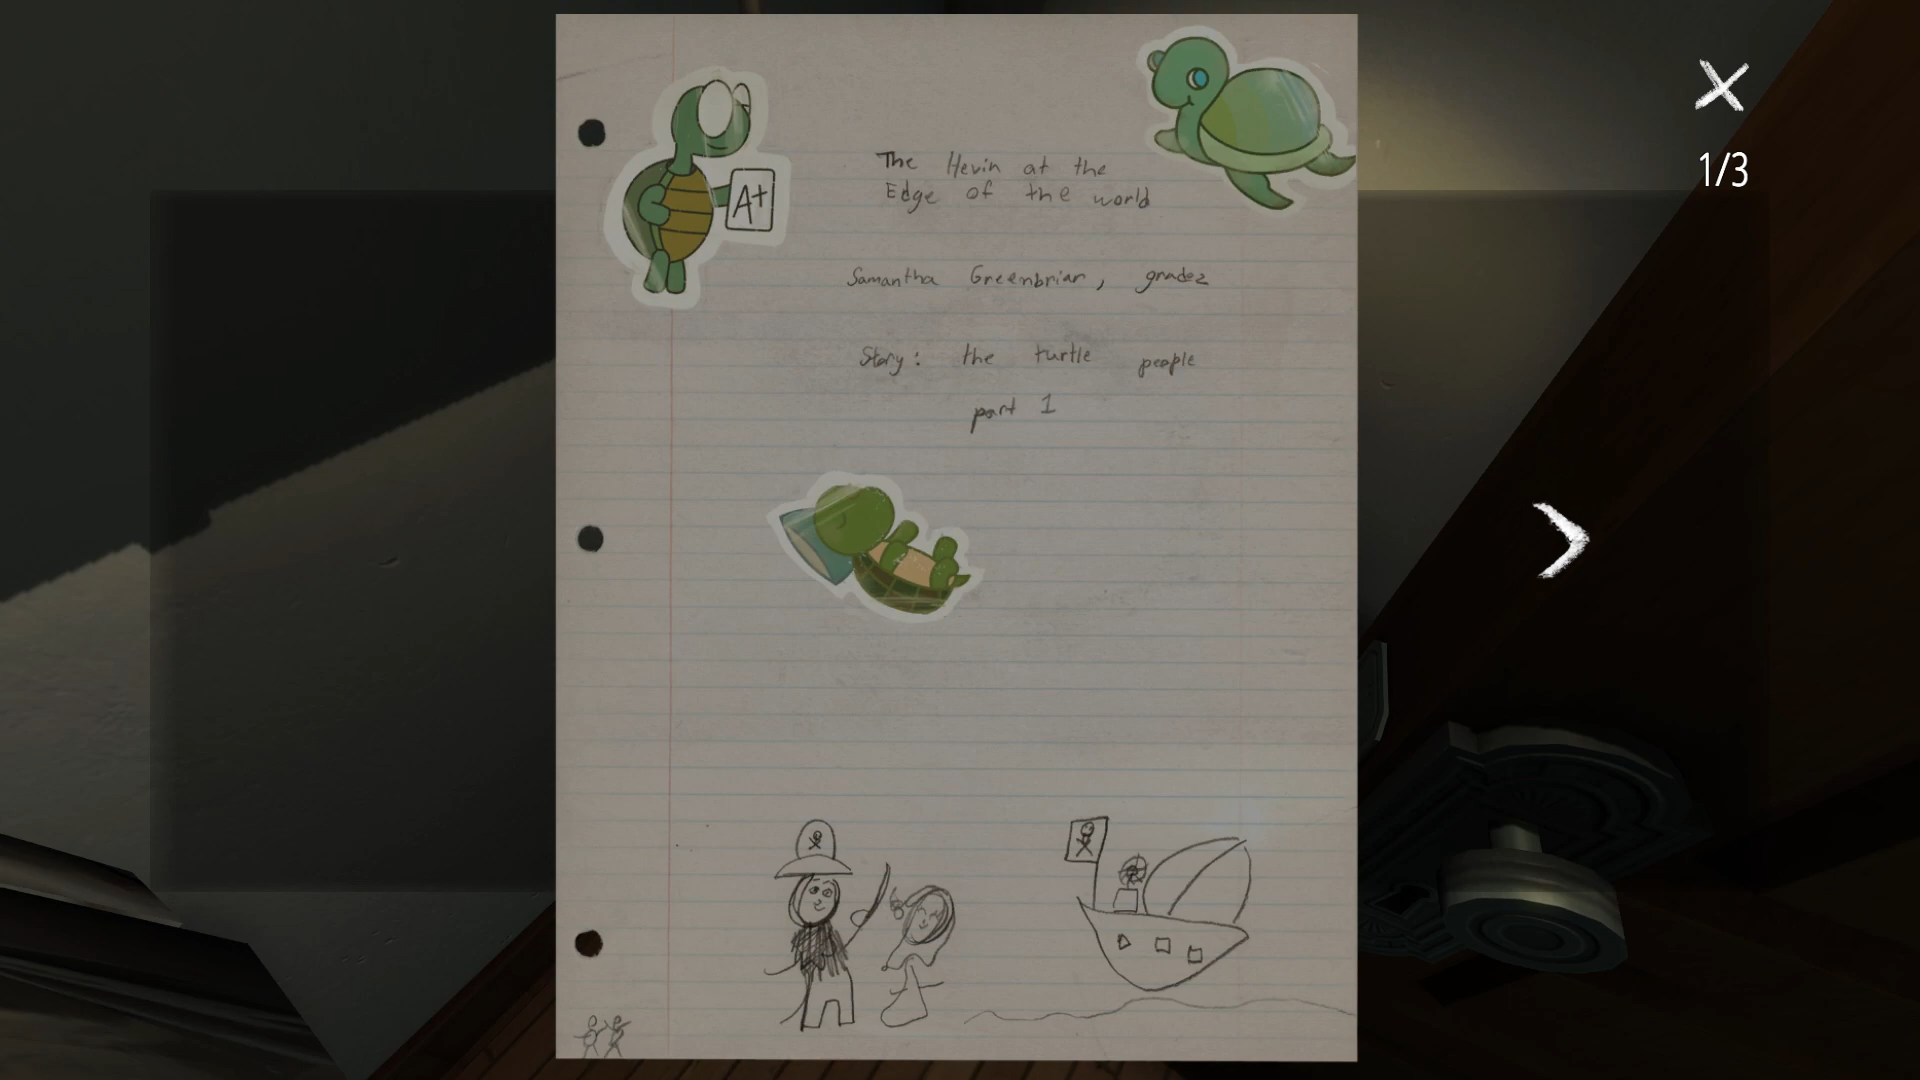 1/3
A+
The Hevin at the
Edge of the world
Samantha Greenbriar, grade2
Story: the turtle people
part 1